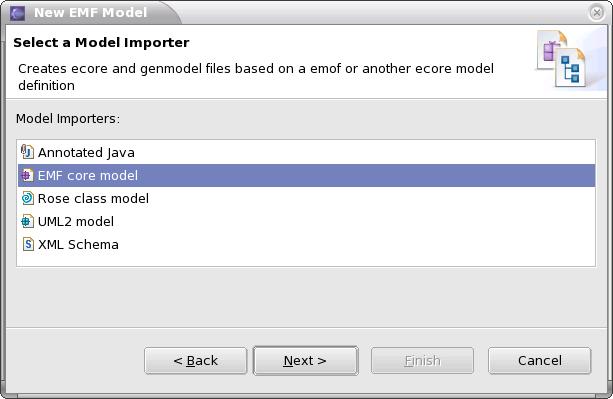 New EMF Model
Select a Model Importer
Creates ecore and genmodel files based on a emof or another ecore model
definition
Model Importers:
Annotated Java
EMF core model
Rose class model
UML2 model
XML Schema
< Back
Next >
Finish
Cancel